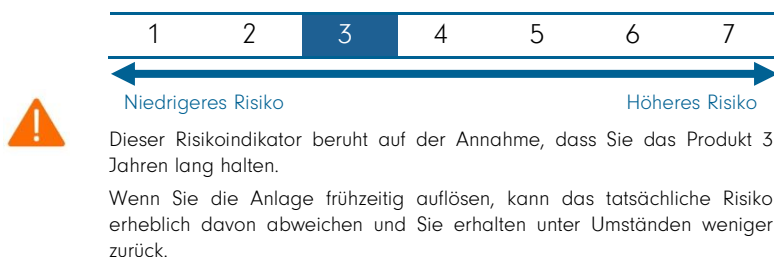 1 2 3 4 5 6 7
Niedrigeres Risiko Höheres Risiko
Dieser Risikoindikator beruht auf der Annahme, dass Sie das Produkt 3
Jahren lang halten.
Wenn Sie die Anlage frühzeitig auflösen, kann das tatsächliche Risiko
erheblich davon abweichen und Sie erhalten unter Umständen weniger
zurück.